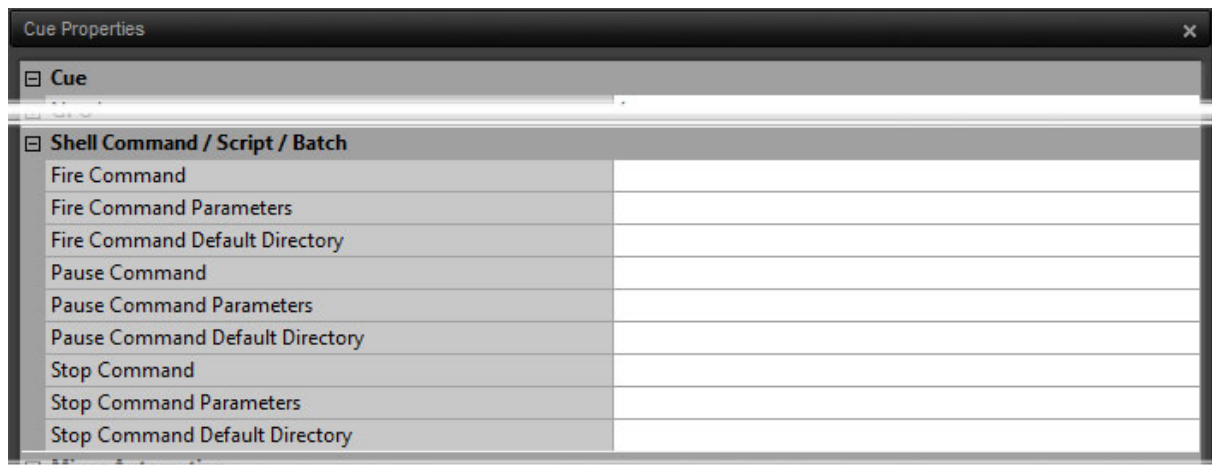 Cue Properties
Cue
Shell Command / Script / Batch
Fire Command
Fire Command Parameters
Fire Command Default Directory
Pause Command
Pause Command Parameters
Pause Command Default Directory
Stop Command
Stop Command Parameters
Stop Command Default Directory